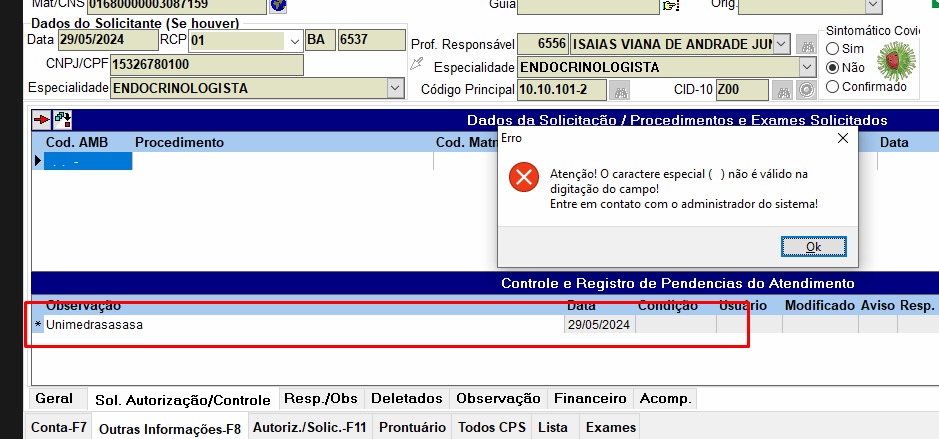 Mat/CNS 01680000003087159 Guia Orig.
Dados do Solicitante (Se houver)
Data 29/05/2024 RCP 01 BA 6537
CNPJ/CPF 15326780100
Especialidade ENDOCRINOLOGISTA
Prof. Responsável 6556 ISAIAS VIANA DE ANDRADE JUN
Especialidade ENDOCRINOLOGISTA
Código Principal 10.10.101-2 CID-10 Z00
Sintomático Covi
Sim
Não
Confirmado
Dados da Solicitação / Procedimentos e Exames Solicitados
Cod. AMB Procedimento Cod. Matm Data
. . -
Erro
Atenção! O caractere especial ( ) não é válido na
digitação do campo!
Entre em contato com o administrador do sistema!
Ok
Controle e Registro de Pendencias do Atendimento
Observação Data Condição Usuário Modificado Aviso Resp.
* Unimedrasasasa 29/05/2024
Geral Sol. Autorização/Controle Resp./Obs Deletados Observação Financeiro Acomp.
Conta-F7 Outras Informações-F8 Autoriz./Solic.-F11 Prontuário Todos CPS Lista Exames